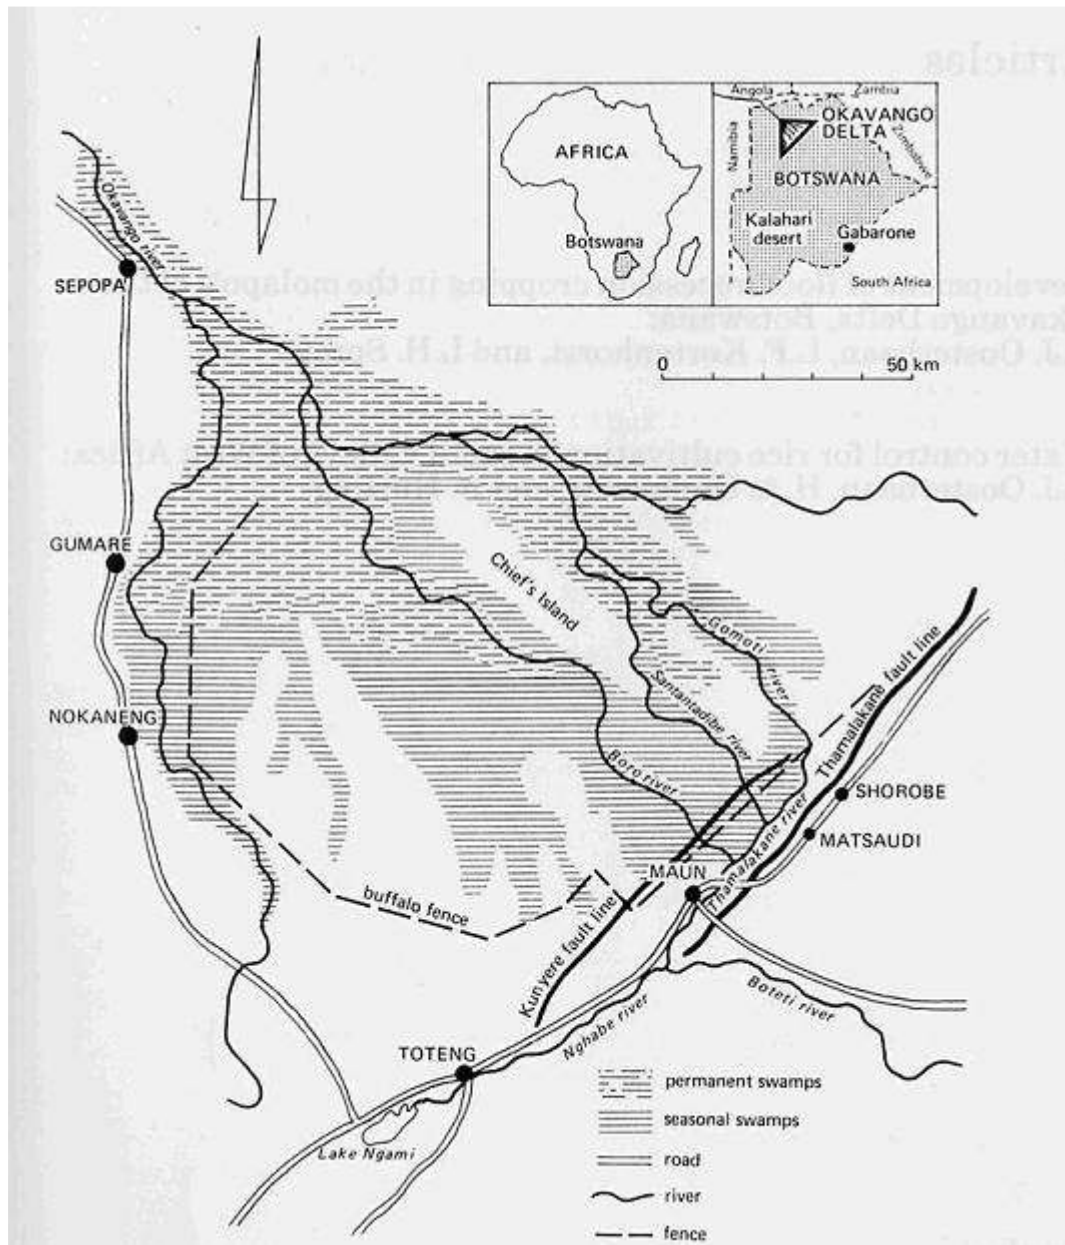 Angola
Zambia
OKAVANGO
DELTA
Namibia
Zimbabwe
AFRICA
BOTSWANA
Kalahari
desert
Gabarone
Botswana
South Africa
0
50 km
Okavango river
SEPOPA
GUMARE
Chief's Island
Gomoti river
NOKANENG
Santantadibe river
Boro river
Thamalakane fault line
SHOROBE
MATSAUDI
Thamalakane river
MAUN
buffalo fence
Kunyere fault line
Nghabe river
Boteti river
TOTENG
Lake Ngami
permanent swamps
seasonal swamps
road
river
fence